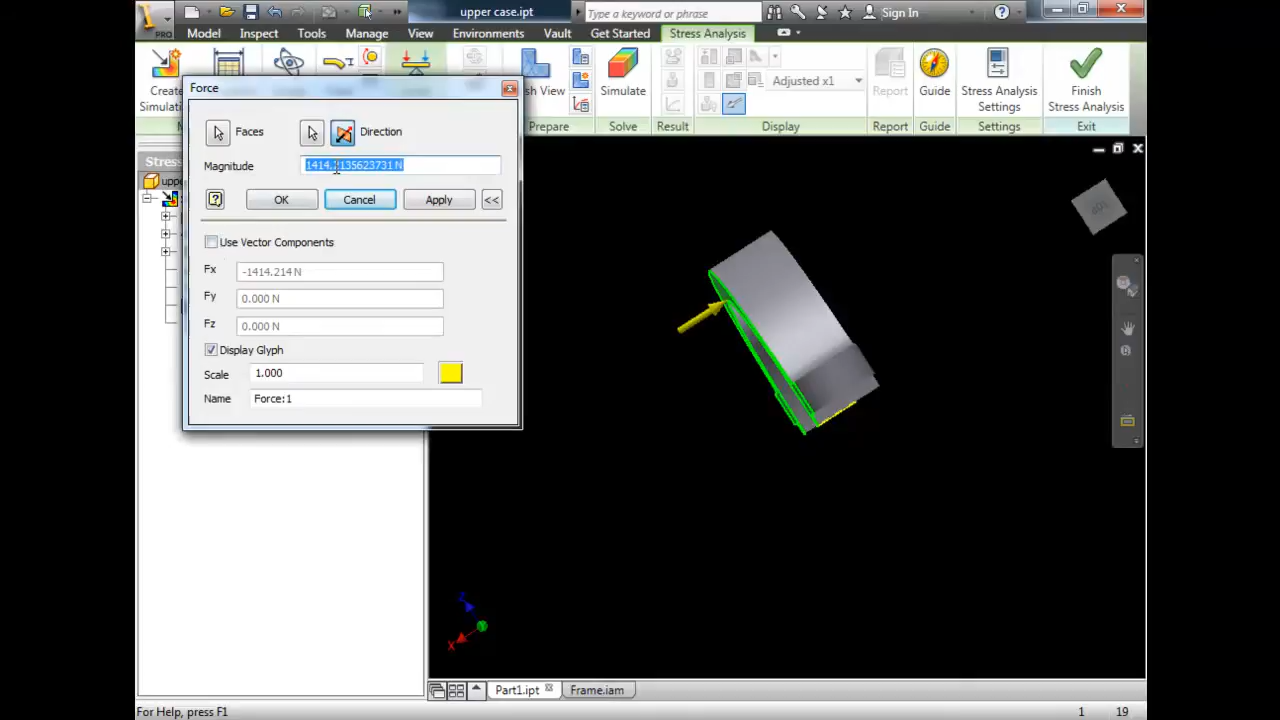 upper case.ipt
Type a keyword or phrase
Sign In
PRO
Model Inspect Tools Manage View Environments Vault Get Started Stress Analysis
Create
Simulation
Simulate
Adjusted x1
Report
Guide
Stress Analysis
Settings
Finish
Stress Analysis
Prepare Solve Result Display Report Guide Settings Exit
Force
Faces
Direction
Magnitude
OK
Cancel
Apply
<<
Use Vector Components
Fx -1414.214 N
Fy 0.000 N
Fz 0.000 N
Display Glyph
Scale 1.000
Name Force:1
Z
X
Part1.ipt
Frame.iam
For Help, press F1
1 19